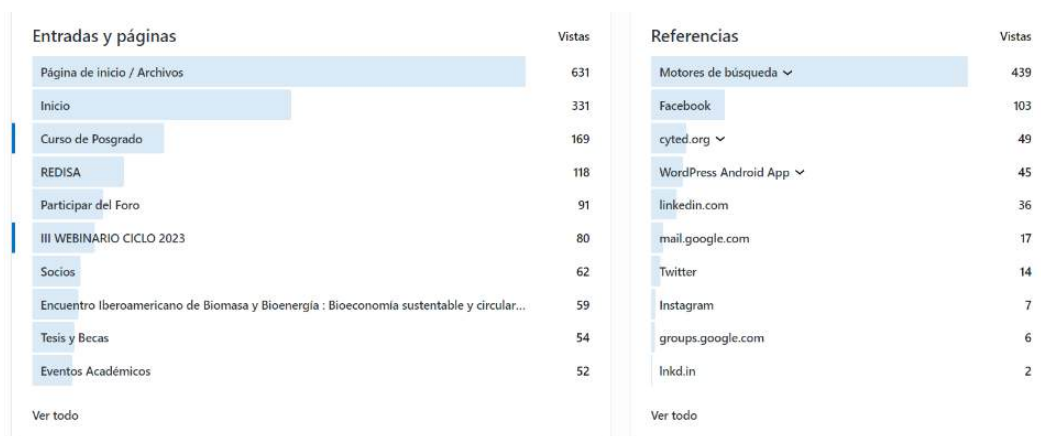 Entradas y páginas Vistas
Página de inicio / Archivos 631
Inicio 331
Curso de Posgrado 169
REDISA 118
Participar del Foro 91
III WEBINARIO CICLO 2023 80
Socios 62
Encuentro Iberoamericano de Biomasa y Bioenergía : Bioeconomía sustentable y circular... 59
Tesis y Becas 54
Eventos Académicos 52
Ver todo
Referencias Vistas
Motores de búsqueda 439
Facebook 103
cyted.org 49
WordPress Android App 45
linkedin.com 36
mail.google.com 17
Twitter 14
Instagram 7
groups.google.com 6
lnkd.in 2
Ver todo